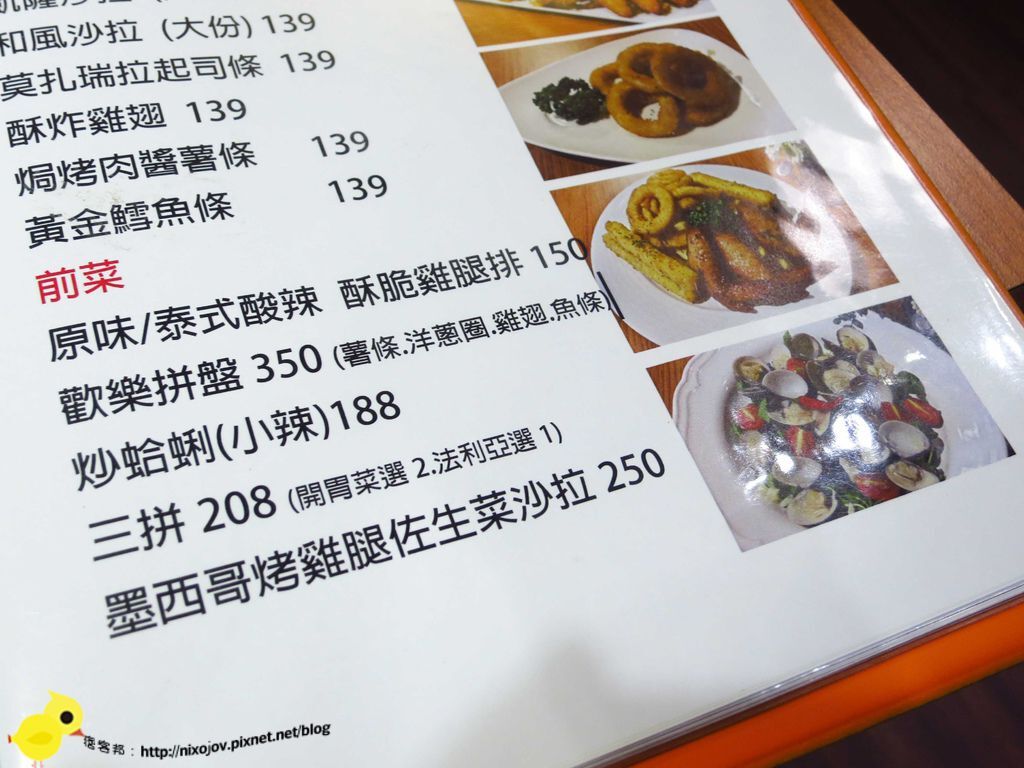 和風沙拉 (大份) 139
莫扎瑞拉起司條 139
酥炸雞翅 139
焗烤肉醬薯條 139
黃金鱈魚條 139
前菜
原味/泰式酸辣 酥脆雞腿排 150
歡樂拼盤 350 (薯條.洋蔥圈.雞翅.魚條)
炒蛤蜊(小辣)188
三拼 208 (開胃菜選 2.法利亞選 1)
墨西哥烤雞腿佐生菜沙拉 250
痞客邦：http://nixojov.pixnet.net/blog